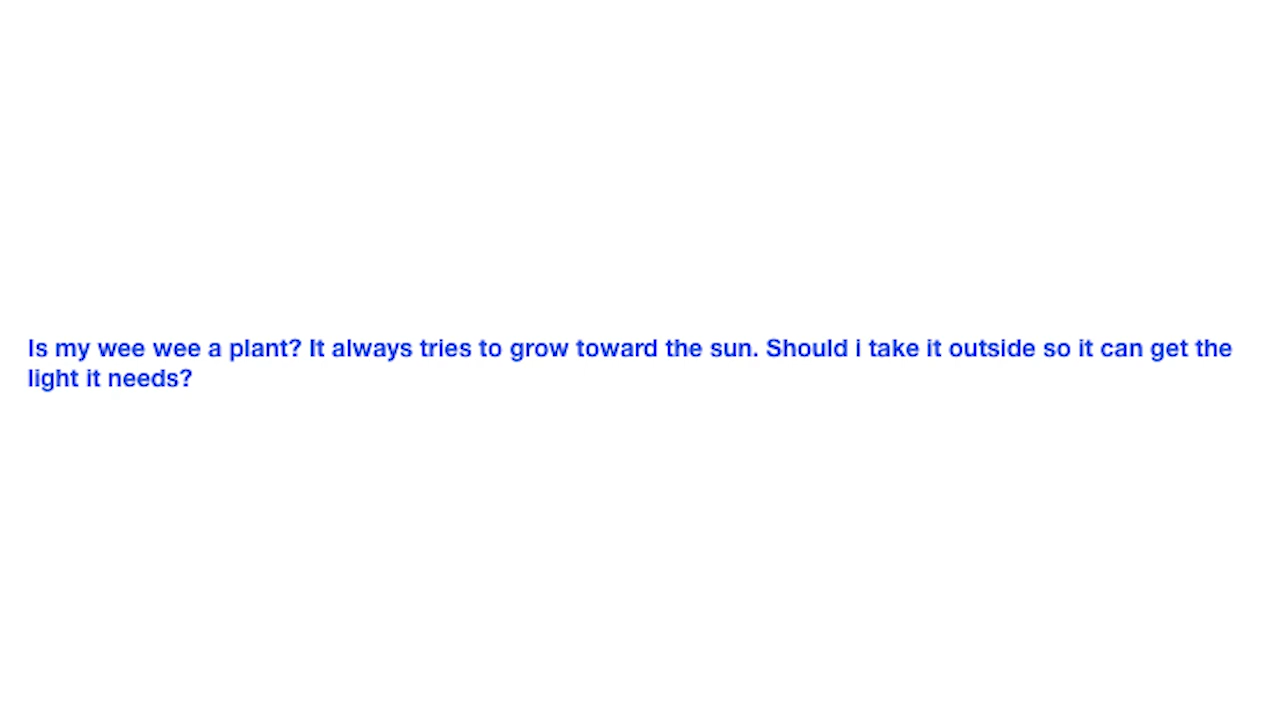 Is my wee wee a plant? It always tries to grow toward the sun. Should i take it outside so it can get the
light it needs?